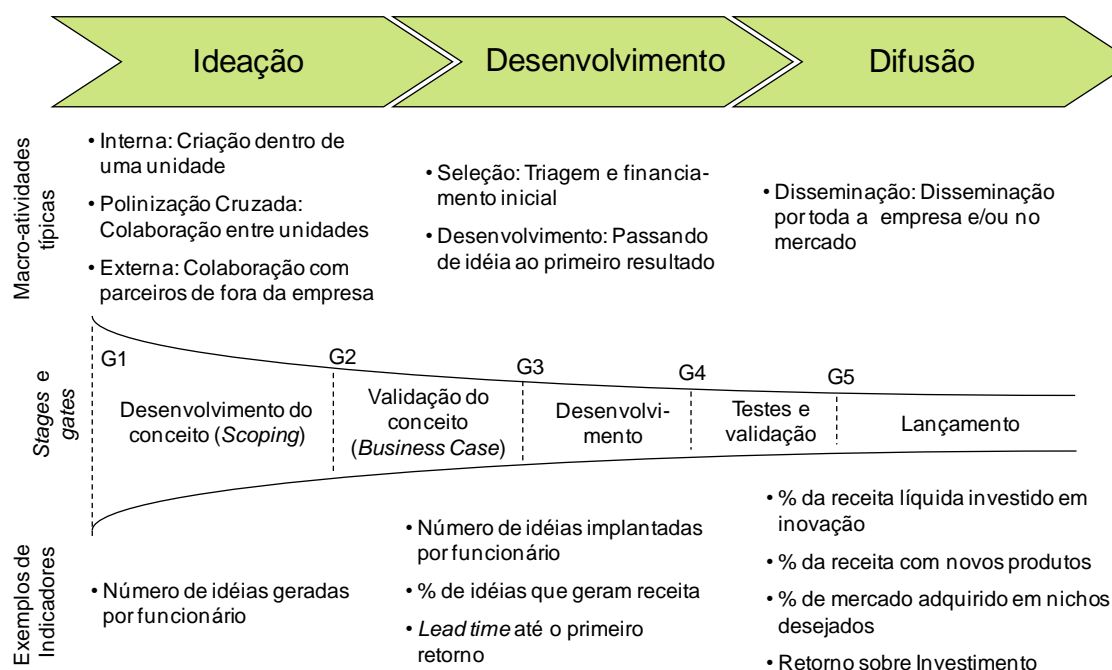 Ideação
Desenvolvimento
Difusão
Macro-atividades
típicas
• Interna: Criação dentro de
uma unidade
• Polinização Cruzada:
Colaboração entre unidades
• Externa: Colaboração com
parceiros de fora da empresa
• Seleção: Triagem e financia-
mento inicial
• Desenvolvimento: Passando
de idéia ao primeiro resultado
• Disseminação: Disseminação
por toda a empresa e/ou no
mercado
Stages e
gates
G1
G2
G3
G4
G5
Desenvolvimento do
conceito (Scoping)
Validação do
conceito
(Business Case)
Desenvolvi-
mento
Testes e
validação
Lançamento
Exemplos de
Indicadores
• Número de idéias geradas
por funcionário
• Número de idéias implantadas
por funcionário
• % de idéias que geram receita
• Lead time até o primeiro
retorno
• % da receita líquida investido em
inovação
• % da receita com novos produtos
• % de mercado adquirido em nichos
desejados
• Retorno sobre Investimento